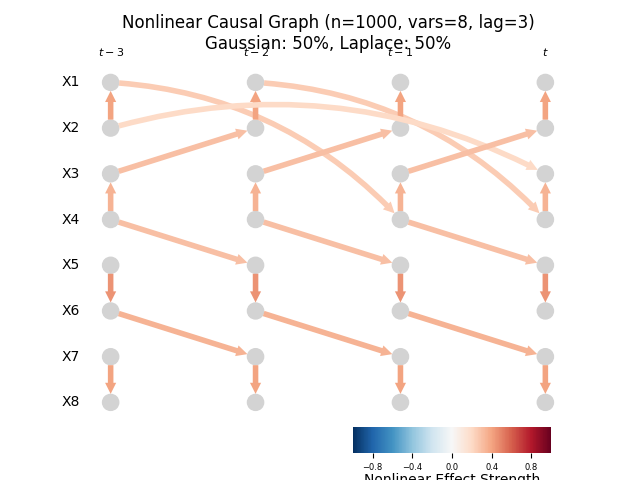 Nonlinear Causal Graph (n=1000, vars=8, lag=3)
Gaussian: 50%, Laplace: 50%
t − 3 t − 2 t − 1 t
X1
X2
X3
X4
X5
X6
X7
X8
−0.8 −0.4 0.0 0.4 0.8
Nonlinear Effect Strength